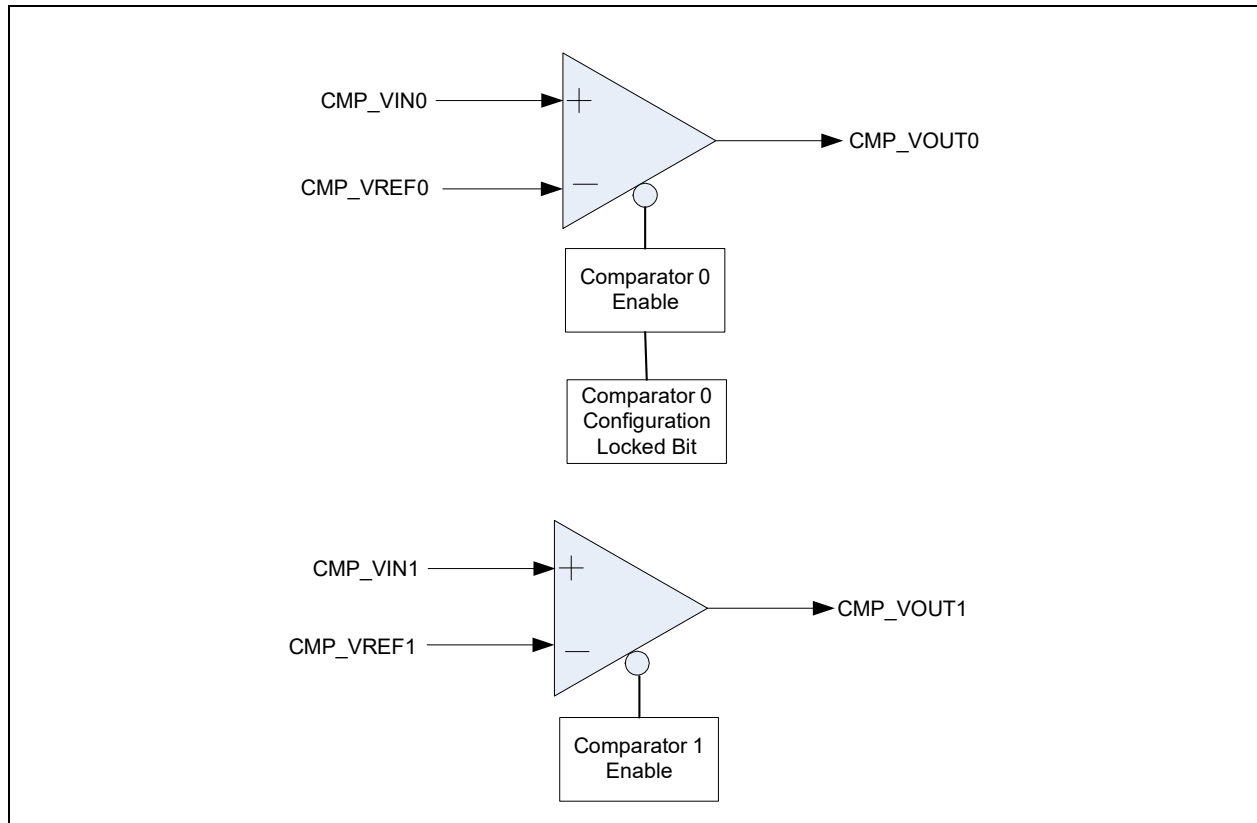 CMP_VIN0
+
CMP_VREF0
—
CMP_VOUT0
Comparator 0
Enable
Comparator 0
Configuration
Locked Bit
CMP_VIN1
+
CMP_VREF1
—
CMP_VOUT1
Comparator 1
Enable